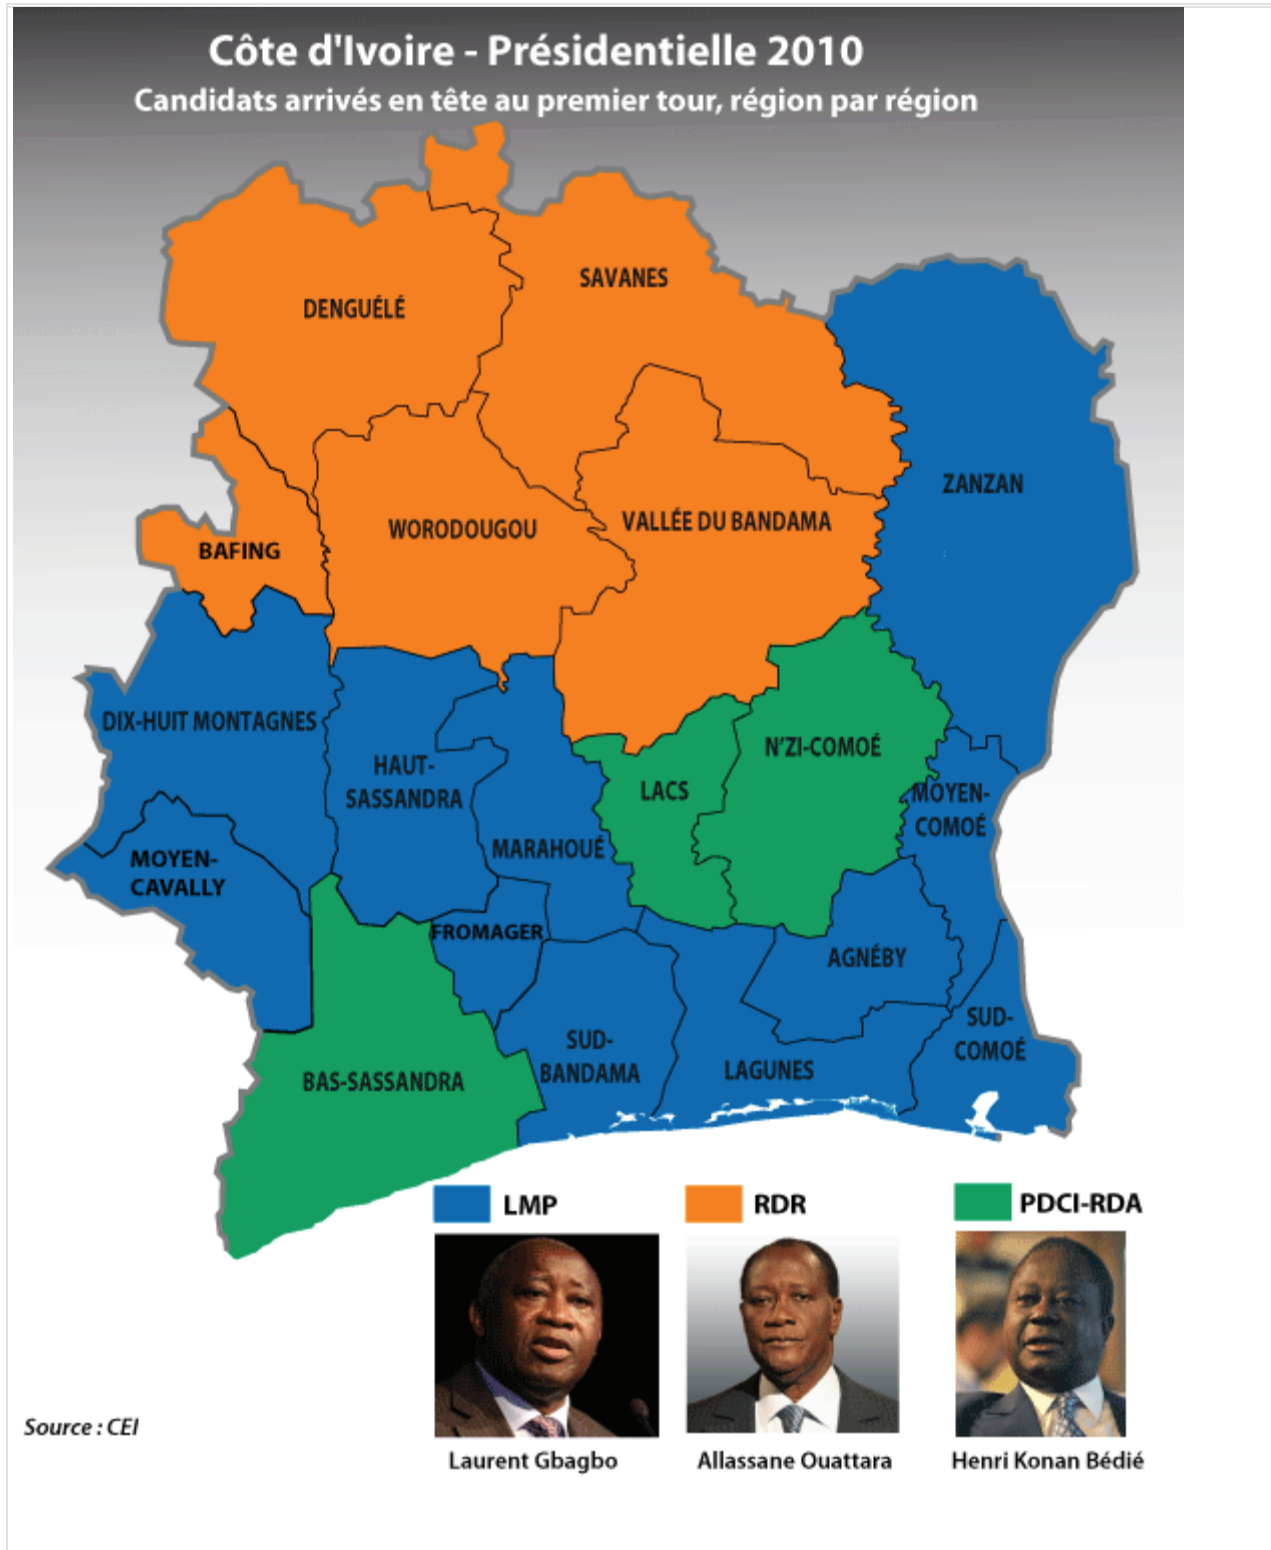 Côte d'Ivoire - Présidentielle 2010
Candidats arrivés en tête au premier tour, région par région
SAVANES
DENGUÉLÉ
ZANZAN
VALLÉE DU BANDAMA
WORODOUGOU
BAFING
DIX-HUIT MONTAGNES
N'ZI-COMOÉ
HAUT-
SASSANDRA
LACS
MOYEN-
COMOÉ
MARAHOUÉ
MOYEN-
CAVALLY
FROMAGER
AGNÉBY
SUD-
COMOÉ
SUD-
BANDAMA
LAGUNES
BAS-SASSANDRA
LMP
RDR
PDCI-RDA
Source : CEI
Laurent Gbagbo
Allassane Ouattara
Henri Konan Bédié